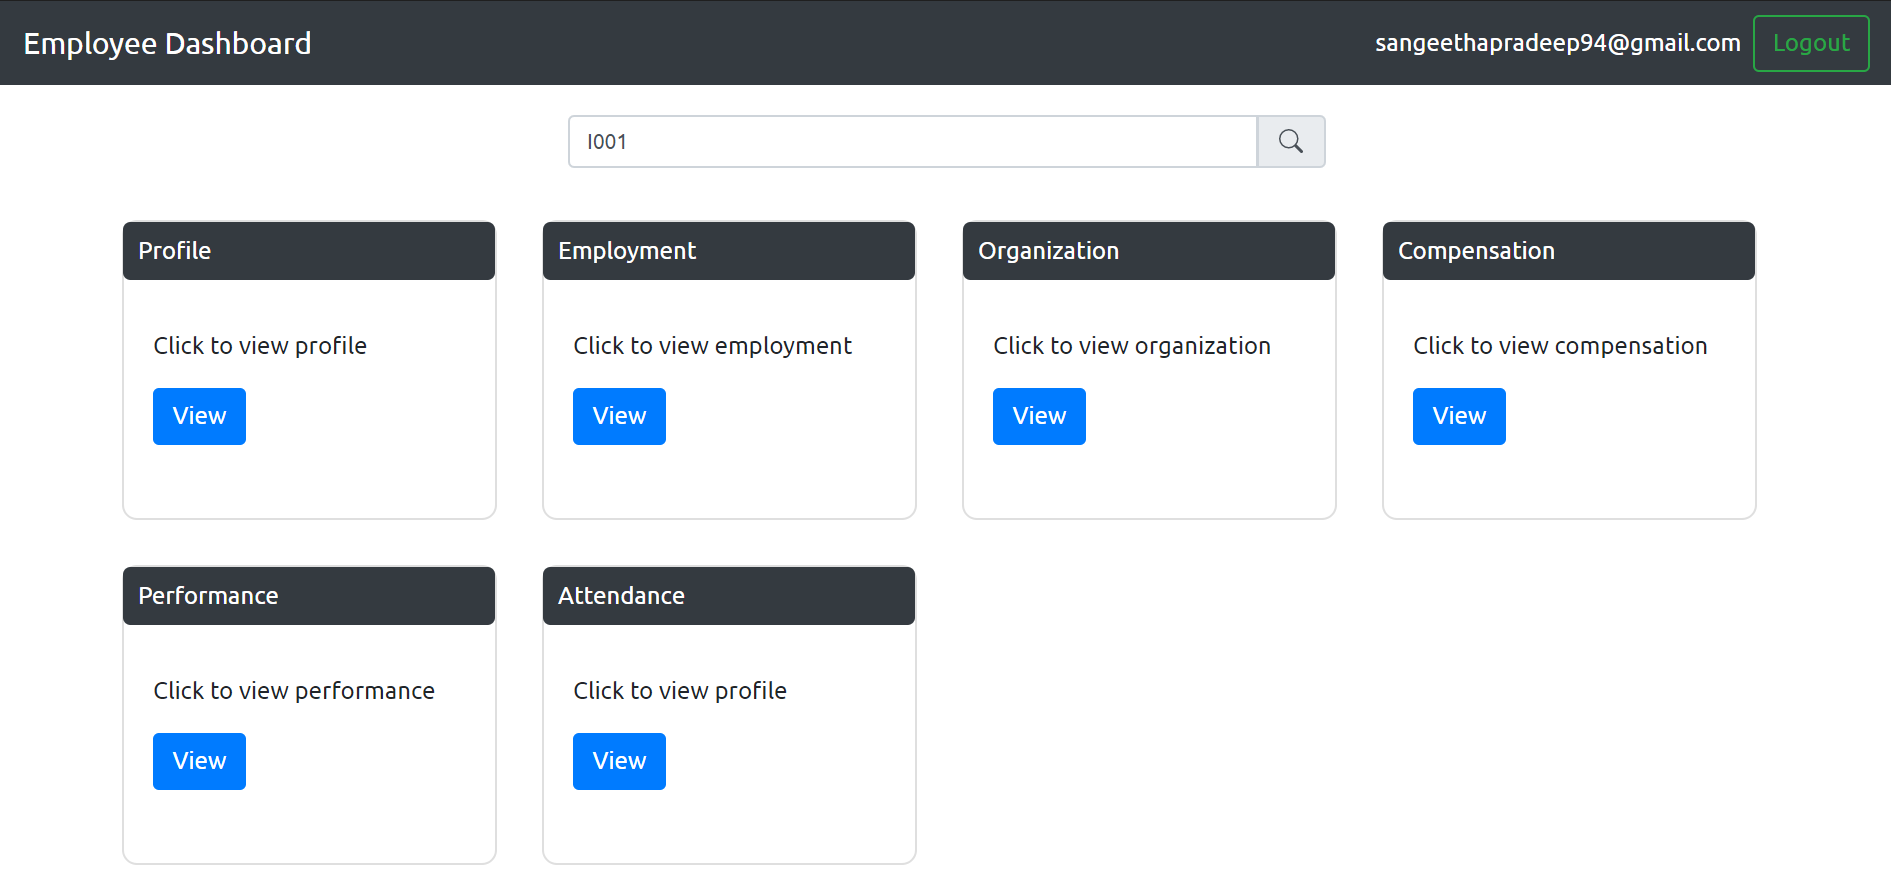 Employee Dashboard
sangeethapradeep94@gmail.com Logout
I001
Profile
Click to view profile
View
Employment
Click to view employment
View
Organization
Click to view organization
View
Compensation
Click to view compensation
View
Performance
Click to view performance
View
Attendance
Click to view profile
View